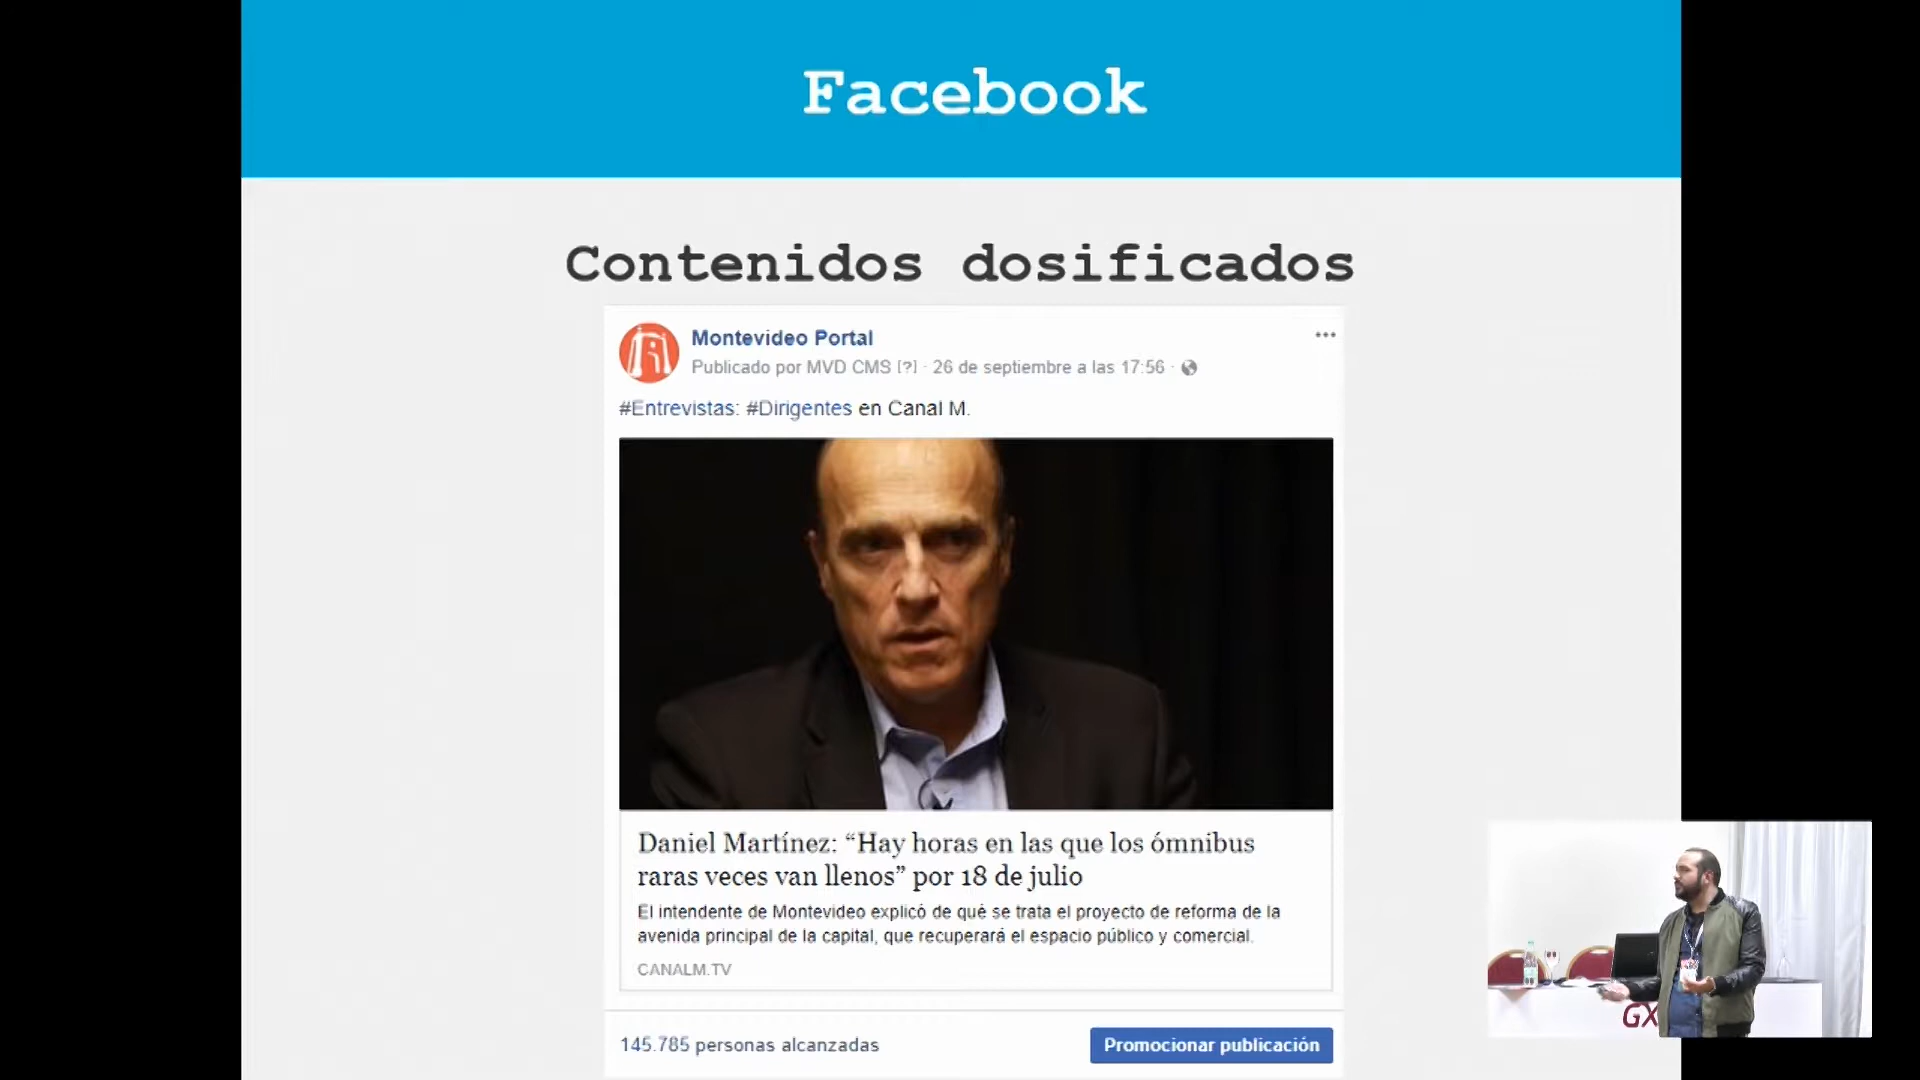 Facebook
Contenidos dosificados
Montevideo Portal
Publicado por MVD CMS [?] · 26 de septiembre a las 17:56 ·
#Entrevistas: #Dirigentes en Canal M.
Daniel Martínez: “Hay horas en las que los ómnibus
raras veces van llenos” por 18 de julio
El intendente de Montevideo explicó de qué se trata el proyecto de reforma de la
avenida principal de la capital, que recuperará el espacio público y comercial.
CANALM.TV
145.785 personas alcanzadas
Promocionar publicación
GX